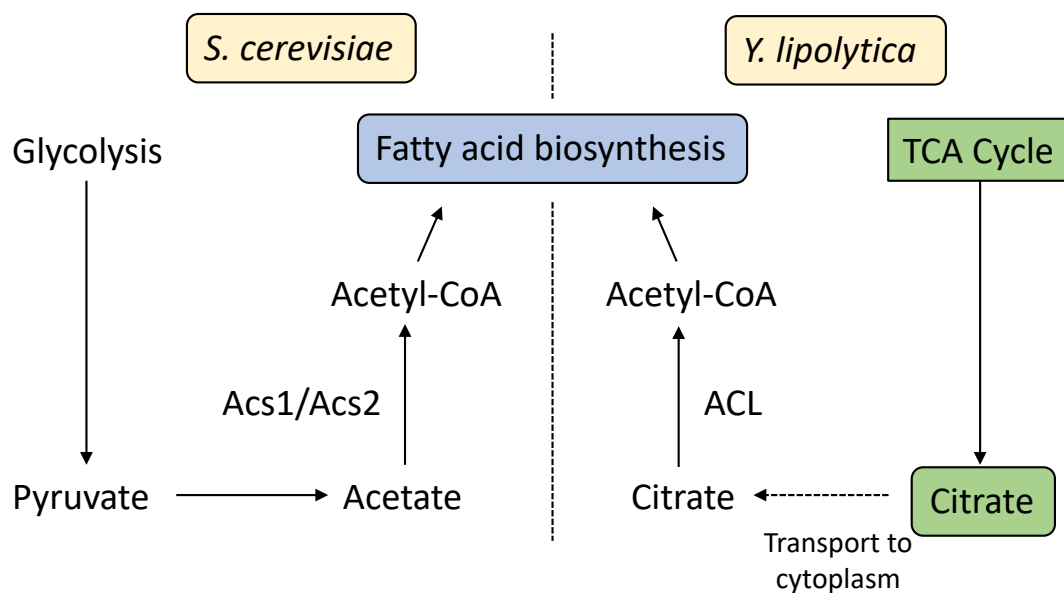 S. cerevisiae
Y. lipolytica
Glycolysis
Fatty acid biosynthesis
TCA Cycle
Acetyl-CoA
Acetyl-CoA
Acs1/Acs2
ACL
Pyruvate
Acetate
Citrate
Citrate
Transport to
cytoplasm